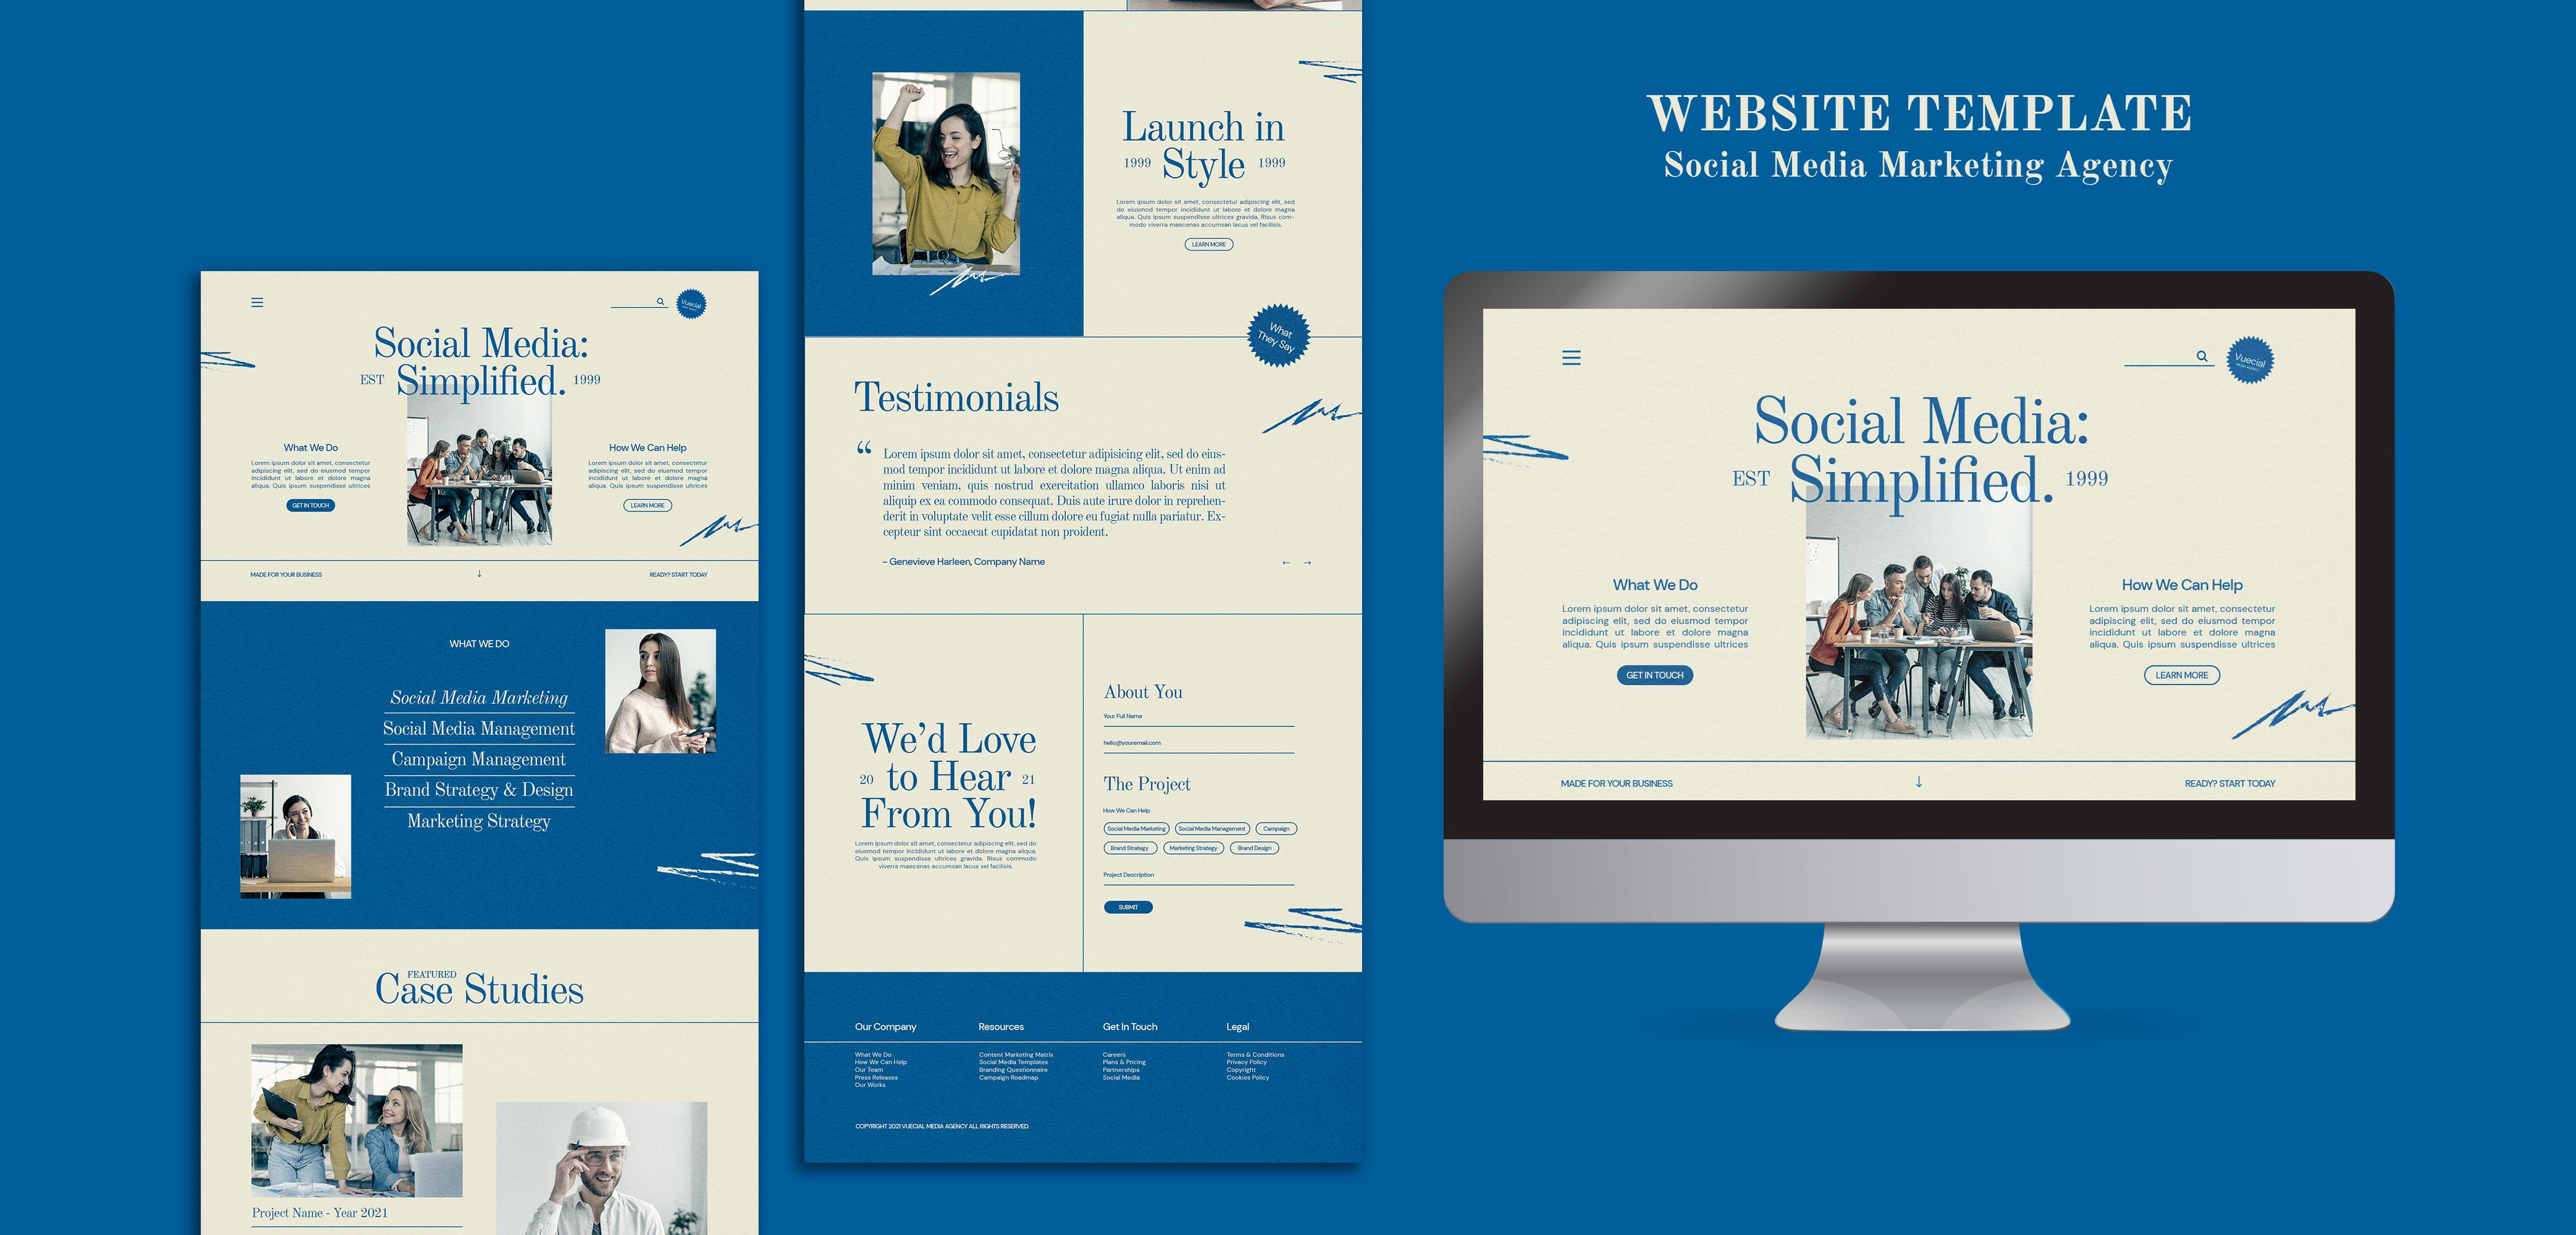 WEBSITE TEMPLATE
Social Media Marketing Agency
Vuecial
Social Media:
EST Simplified. 1999
What We Do
Lorem ipsum dolor sit amet, consectetur
adipiscing elit, sed do eiusmod tempor
incididunt ut labore et dolore magna
aliqua. Quis ipsum suspendisse ultrices
GET IN TOUCH
How We Can Help
Lorem ipsum dolor sit amet, consectetur
adipiscing elit, sed do eiusmod tempor
incididunt ut labore et dolore magna
aliqua. Quis ipsum suspendisse ultrices
LEARN MORE
MADE FOR YOUR BUSINESS
↓
READY? START TODAY
WHAT WE DO
Social Media Marketing
Social Media Management
Campaign Management
Brand Strategy & Design
Marketing Strategy
FEATURED
Case Studies
Project Name - Year 2021
Launch in
1999 Style 1999
Lorem ipsum dolor sit amet, consectetur adipiscing elit, sed
do eiusmod tempor incididunt ut labore et dolore magna
aliqua. Quis ipsum suspendisse ultrices gravida. Risus com-
modo viverra maecenas accumsan lacus vel facilisis.
LEARN MORE
What
They Say
Testimonials
“ Lorem ipsum dolor sit amet, consectetur adipisicing elit, sed do eius-
mod tempor incididunt ut labore et dolore magna aliqua. Ut enim ad
minim veniam, quis nostrud exercitation ullamco laboris nisi ut
aliquip ex ea commodo consequat. Duis aute irure dolor in reprehen-
derit in voluptate velit esse cillum dolore eu fugiat nulla pariatur. Ex-
cepteur sint occaecat cupidatat non proident.
- Genevieve Harleen, Company Name
← →
We’d Love
20 to Hear 21
From You!
Lorem ipsum dolor sit amet, consectetur adipiscing elit, sed do
eiusmod tempor incididunt ut labore et dolore magna aliqua.
Quis ipsum suspendisse ultrices gravida. Risus commodo
viverra maecenas accumsan lacus vel facilisis.
About You
Your Full Name
hello@youremail.com
The Project
How We Can Help
Social Media Marketing
Social Media Management
Campaign
Brand Strategy
Marketing Strategy
Brand Design
Project Description
SUBMIT
Our Company
What We Do
How We Can Help
Our Team
Press Releases
Our Works
Resources
Content Marketing Matrix
Social Media Templates
Branding Questionnaire
Campaign Roadmap
Get In Touch
Careers
Plans & Pricing
Partnerships
Social Media
Legal
Terms & Conditions
Privacy Policy
Copyright
Cookies Policy
COPYRIGHT 2021 VUECIAL MEDIA AGENCY ALL RIGHTS RESERVED.
Vuecial
Social Media:
EST Simplified. 1999
What We Do
Lorem ipsum dolor sit amet, consectetur
adipiscing elit, sed do eiusmod tempor
incididunt ut labore et dolore magna
aliqua. Quis ipsum suspendisse ultrices
GET IN TOUCH
How We Can Help
Lorem ipsum dolor sit amet, consectetur
adipiscing elit, sed do eiusmod tempor
incididunt ut labore et dolore magna
aliqua. Quis ipsum suspendisse ultrices
LEARN MORE
MADE FOR YOUR BUSINESS
↓
READY? START TODAY